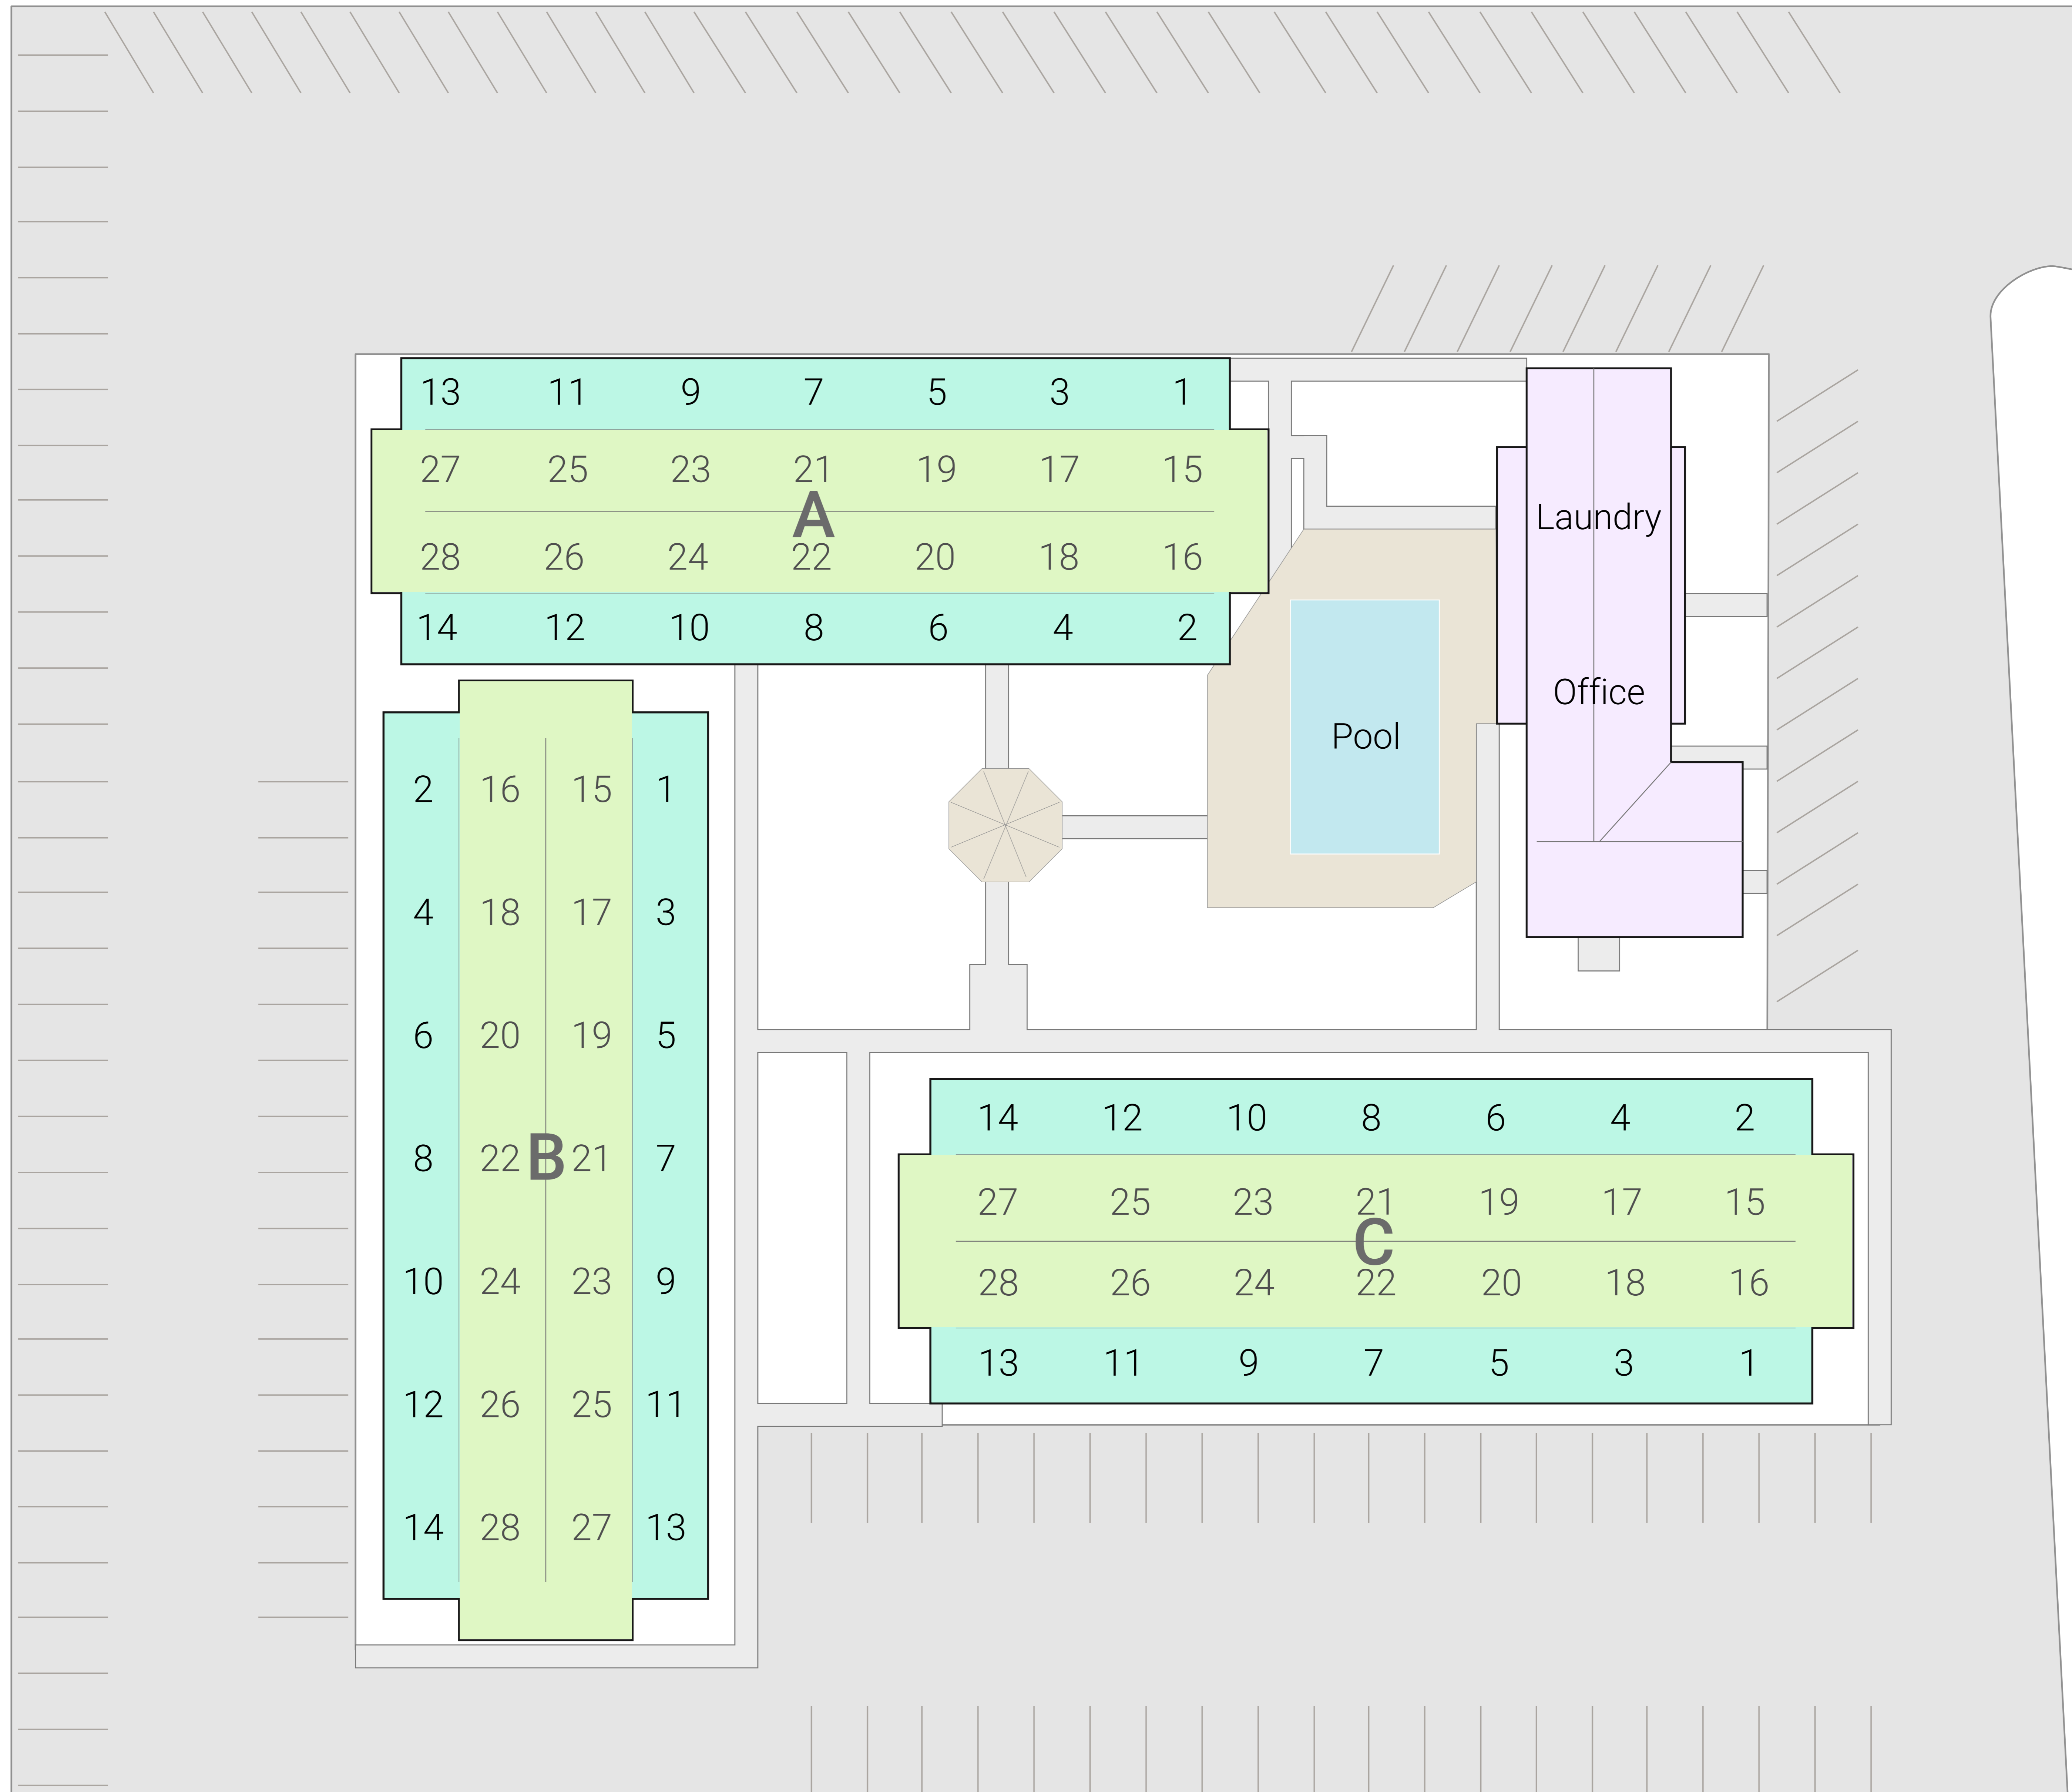 13 11 9 7 5 3 1
27 25 23 21 19 17 15
A
28 26 24 22 20 18 16
14 12 10 8 6 4 2
Laundry
Office
Pool
2 16 15 1
4 18 17 3
6 20 19 5
8 22 B 21 7
10 24 23 9
12 26 25 11
14 28 27 13
14 12 10 8 6 4 2
27 25 23 21 19 17 15
C
28 26 24 22 20 18 16
13 11 9 7 5 3 1